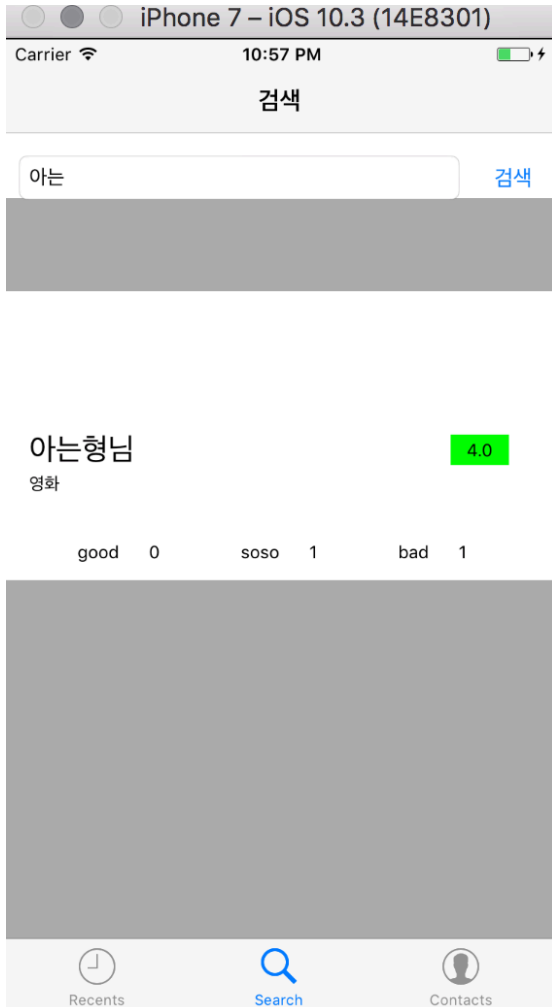 iPhone 7 – iOS 10.3 (14E8301)
Carrier 10:57 PM
검색
아는 검색
아는형님 4.0
영화
good 0 soso 1 bad 1
Recents Search Contacts